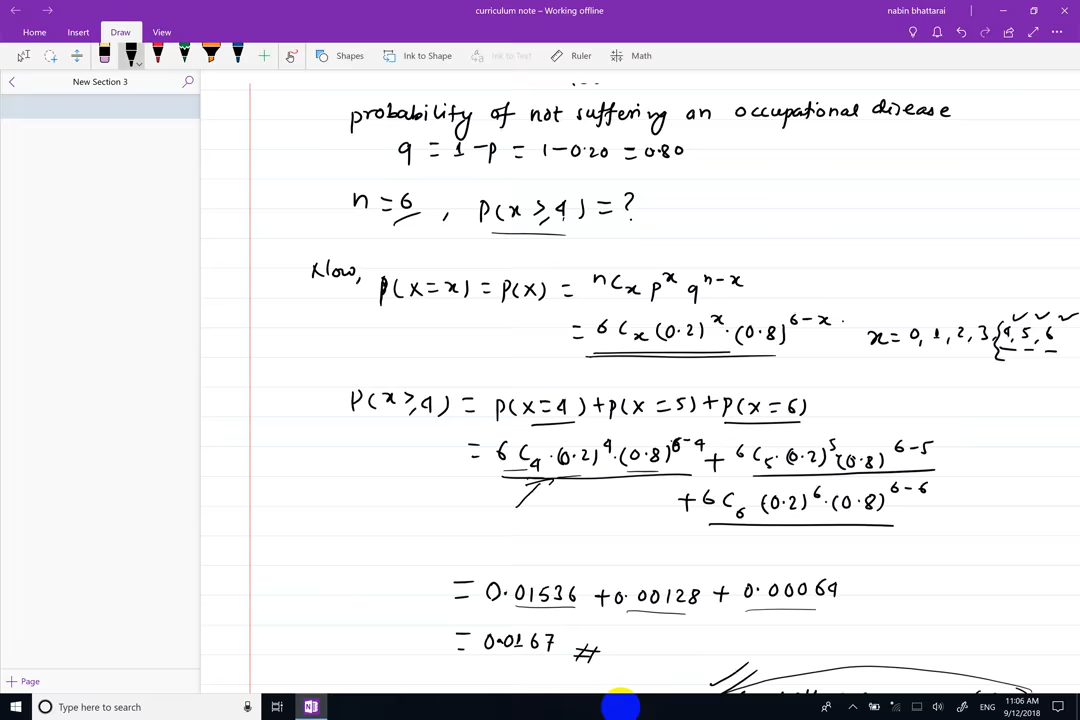 curriculum note – Working offline
nabin bhattarai
Home Insert Draw View
Shapes Ink to Shape Ink to Text Ruler Math
New Section 3
probability of not suffering an occupational disease
q = 1 - p = 1 - 0.20 = 0.80
n = 6 , P(x ≥ 4) = ?
Now, P(X = x) = P(x) = nCx p^x q^(n-x)
= 6Cx (0.2)^x · (0.8)^(6-x) . x = 0, 1, 2, 3, {4, 5, 6
P(x ≥ 4) = P(x = 4) + P(x = 5) + P(x = 6)
= 6C4 · (0.2)^4 · (0.8)^(6-4) + 6C5 · (0.2)^5 · (0.8)^(6-5)
+ 6C6 (0.2)^6 · (0.8)^(6-6)
= 0.01536 + 0.00128 + 0.00064
= 0.0167 #
+ Page
Type here to search
ENG
11:06 AM
9/12/2018